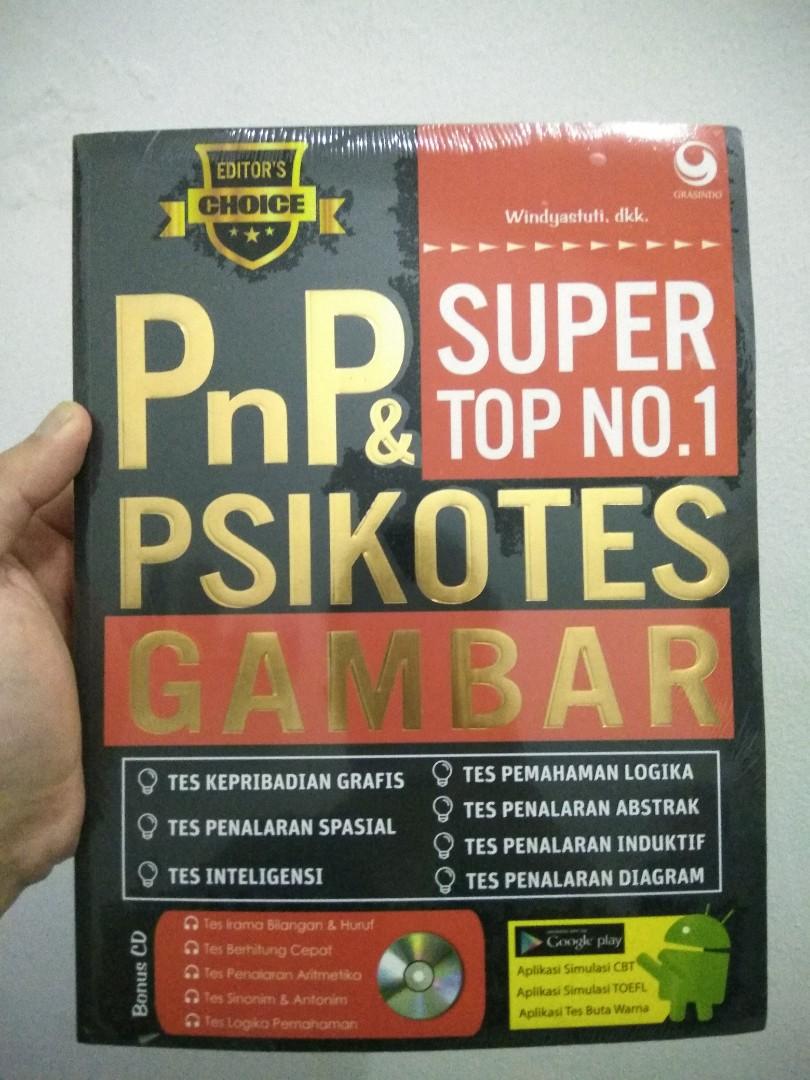 EDITOR'S
CHOICE
GRASINDO
Windyastuti, dkk.
PnP &
SUPER
TOP NO.1
PSIKOTES
GAMBAR
TES KEPRIBADIAN GRAFIS
TES PENALARAN SPASIAL
TES INTELIGENSI
TES PEMAHAMAN LOGIKA
TES PENALARAN ABSTRAK
TES PENALARAN INDUKTIF
TES PENALARAN DIAGRAM
Bonus CD
Tes Irama Bilangan & Huruf
Tes Berhitung Cepat
Tes Penalaran Aritmetika
Tes Sinonim & Antonim
Tes Logika Pemahaman
Google play
Aplikasi Simulasi CBT
Aplikasi Simulasi TOEFL
Aplikasi Tes Buta Warna